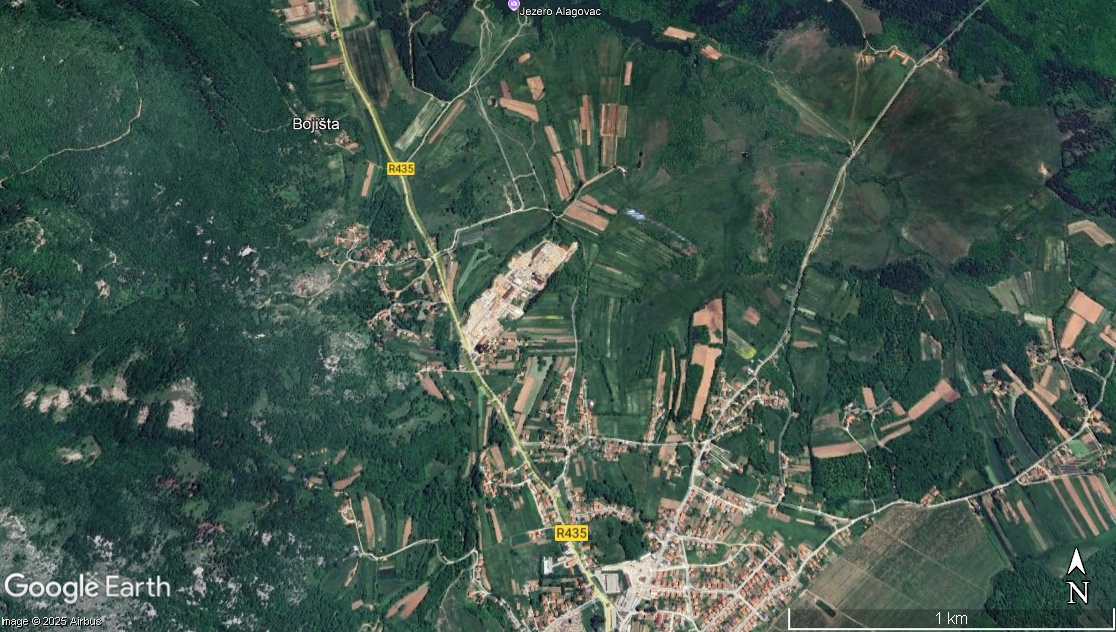 Jezero Alagovac
Bojišta
R435
R435
Google Earth
N
1 km
Image © 2025 Airbus